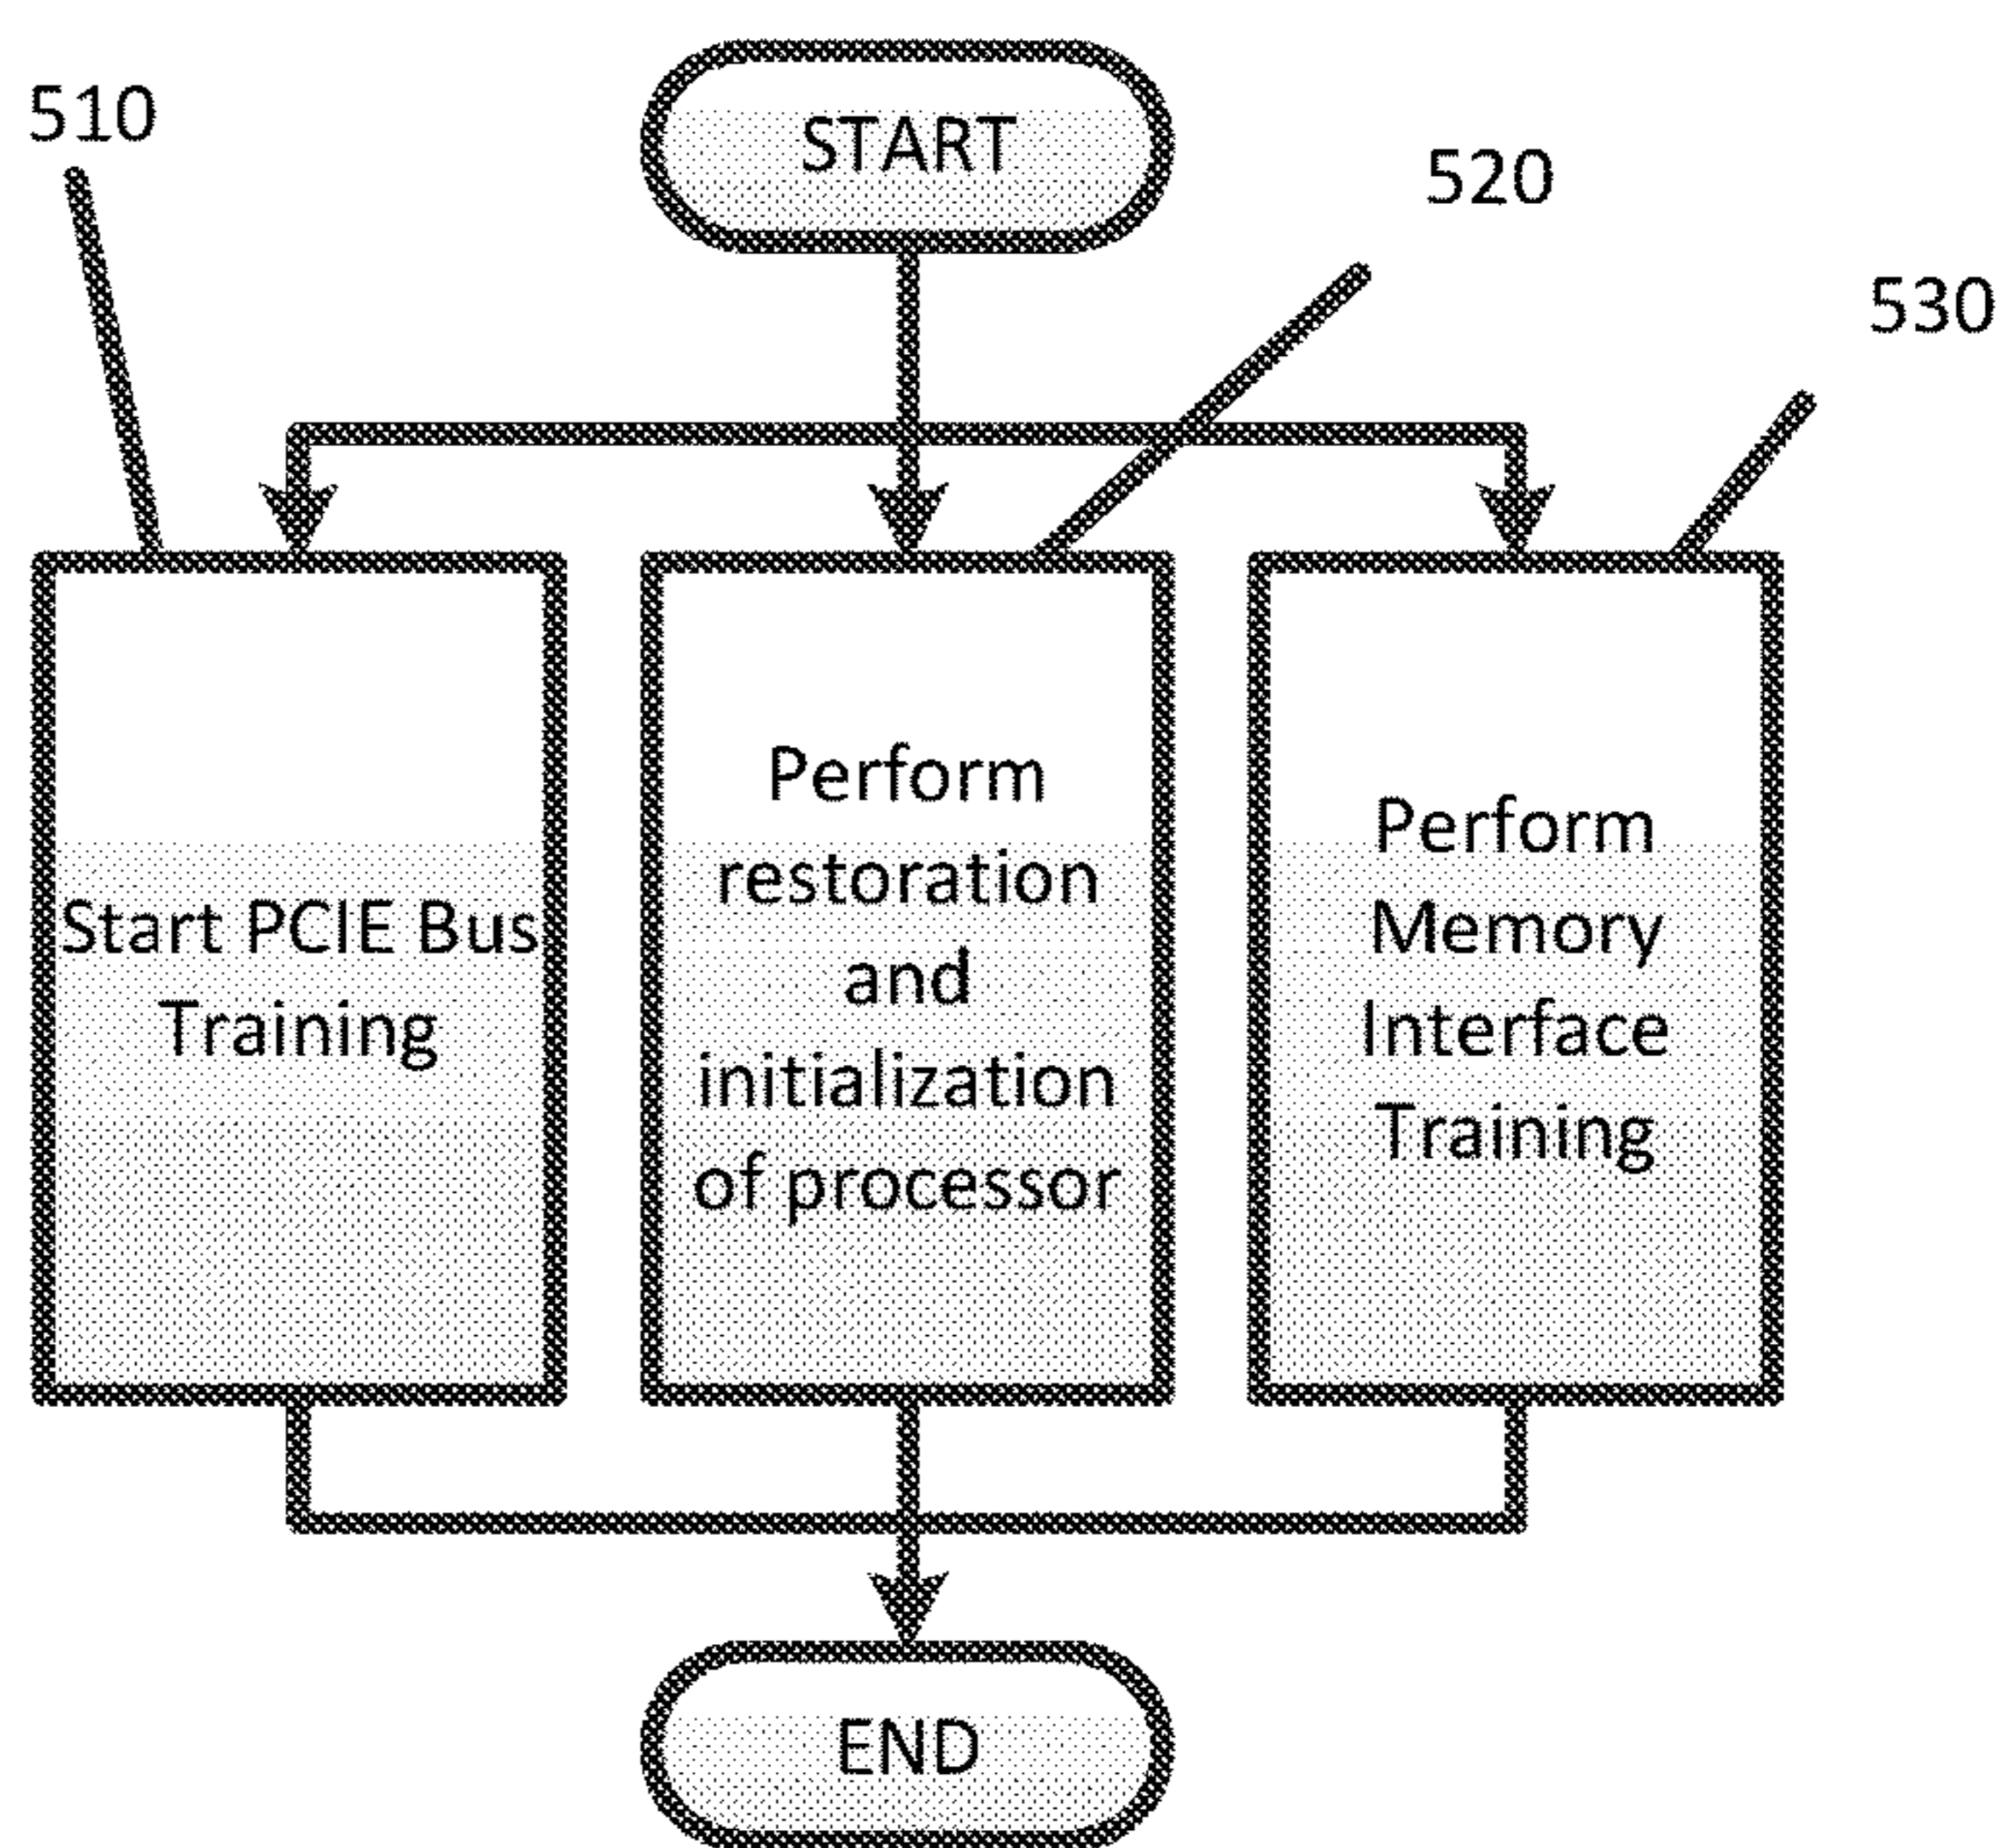 510
START
520
530
Start PCIE Bus
Training
Perform
restoration
and
initialization
of processor
Perform
Memory
Interface
Training
END